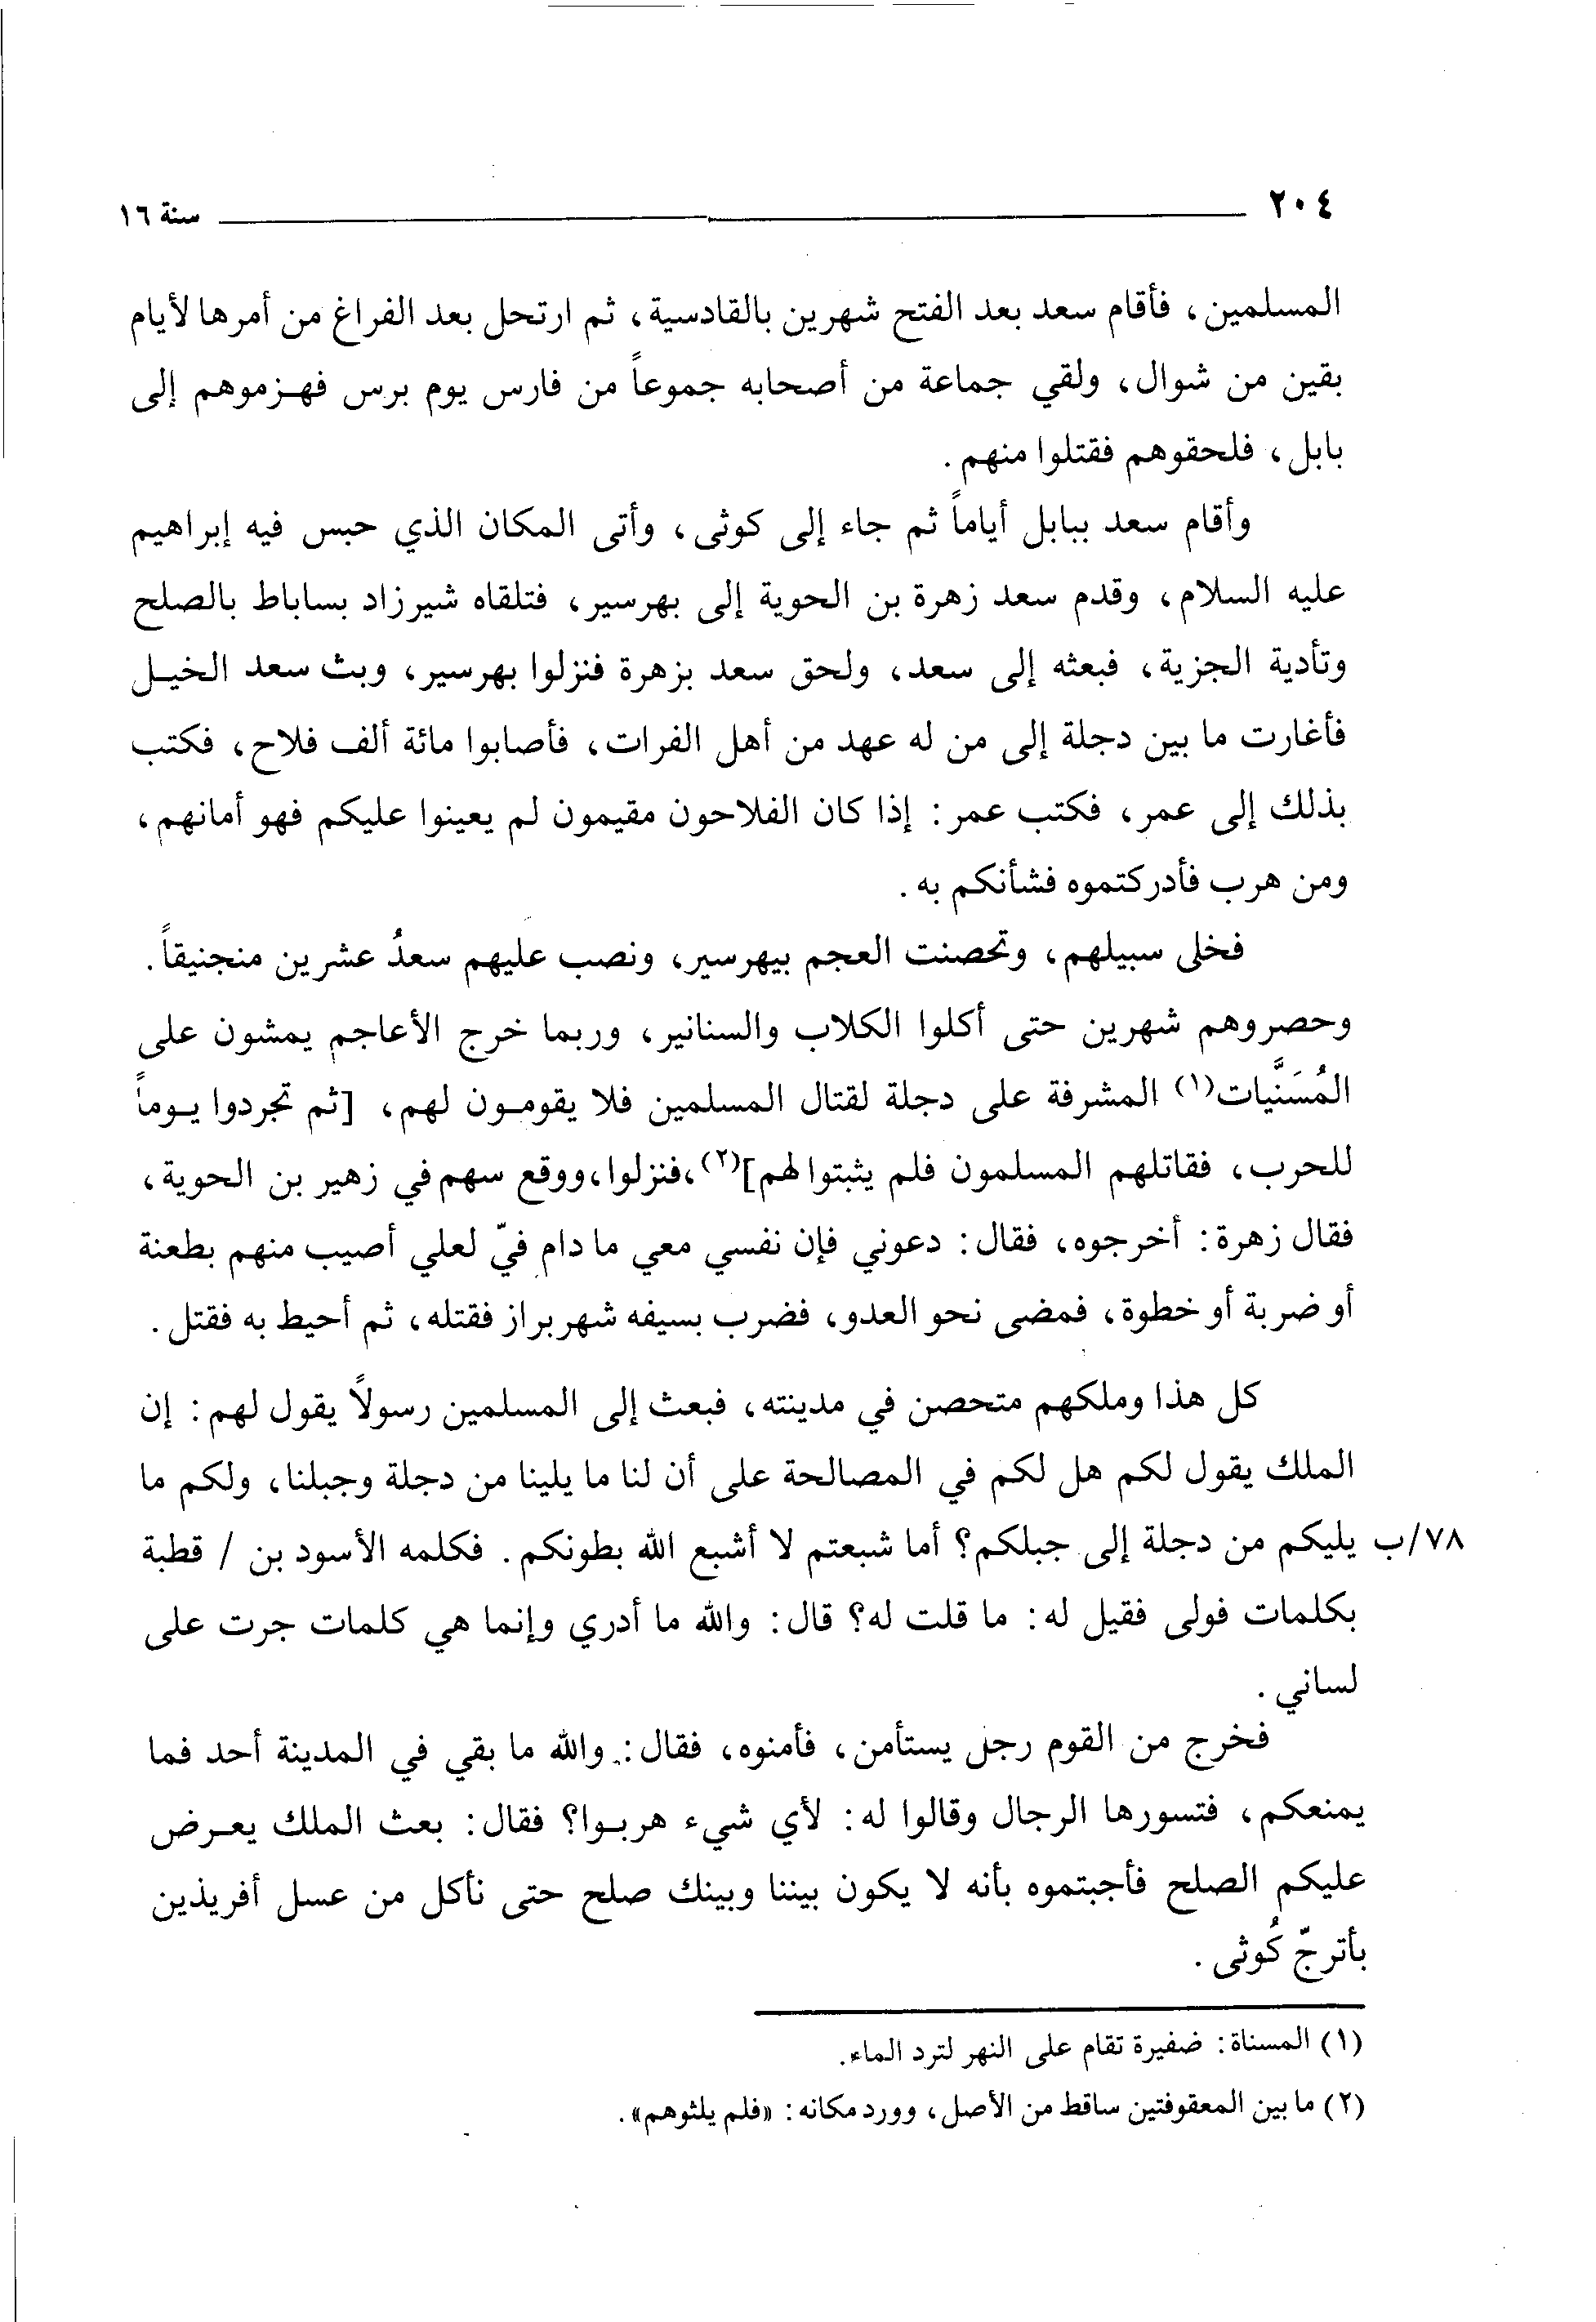 ٢٠٤ سنة ١٦
المسلمين، فأقام سعد بعد الفتح شهرين بالقادسية، ثم ارتحل بعد الفراغ من أمرها لأيام
بقين من شوال، ولقي جماعة من أصحابه جموعاً من فارس يوم برس فهـزموهم إلى
بابل، فلحقوهم فقتلوا منهم.
وأقام سعد ببابل أياماً ثم جاء إلى كوثى، وأتى المكان الذي حبس فيه إبراهيم
عليه السلام، وقدم سعد زهرة بن الحوية إلى بهرسير، فتلقاه شيرزاد بساباط بالصلح
وتأدية الجزية، فبعثه إلى سعد، ولحق سعد بزهرة فنزلوا بهرسير، وبث سعد الخيـل
فأغارت ما بين دجلة إلى من له عهد من أهل الفرات، فأصابوا مائة ألف فلاح، فكتب
بذلك إلى عمر، فكتب عمر: إذا كان الفلاحون مقيمون لم يعينوا عليكم فهو أمانهم،
ومن هرب فأدركتموه فشأنكم به.
فخلى سبيلهم، وتحصنت العجم بيهرسير، ونصب عليهم سعدُ عشرين منجنيقاً.
وحصروهم شهرين حتى أكلوا الكلاب والسنانير، وربما خرج الأعاجم يمشون على
المُسَنَّيات(١) المشرفة على دجلة لقتال المسلمين فلا يقومـون لهم، [ثم تجردوا يـوماً
للحرب، فقاتلهم المسلمون فلم يثبتوا لهم](٢)،فنزلوا،ووقع سهم في زهير بن الحوية،
فقال زهرة: أخرجوه، فقال: دعوني فإن نفسي معي ما دام فيّ لعلي أصيب منهم بطعنة
أو ضربة أو خطوة، فمضى نحو العدو، فضرب بسيفه شهربراز فقتله، ثم أحيط به فقتل.
كل هذا وملكهم متحصن في مدينته، فبعث إلى المسلمين رسولاً يقول لهم: إن
الملك يقول لكم هل لكم في المصالحة على أن لنا ما يلينا من دجلة وجبلنا، ولكم ما
٧٨/ب يليكم من دجلة إلى جبلكم؟ أما شبعتم لا أشبع الله بطونكم. فكلمه الأسود بن / قطبة
بكلمات فولى فقيل له: ما قلت له؟ قال: والله ما أدري وإنما هي كلمات جرت على
لساني.
فخرج من القوم رجل يستأمن، فأمنوه، فقال: والله ما بقي في المدينة أحد فما
يمنعكم، فتسورها الرجال وقالوا له: لأي شيء هربـوا؟ فقال: بعث الملك يعـرض
عليكم الصلح فأجبتموه بأنه لا يكون بيننا وبينك صلح حتى نأكل من عسل أفريذين
بأترجّ كُوثى.
(١) المسناة: ضفيرة تقام على النهر لترد الماء.
(٢) ما بين المعقوفتين ساقط من الأصل، وورد مكانه: «فلم يلثوهم».